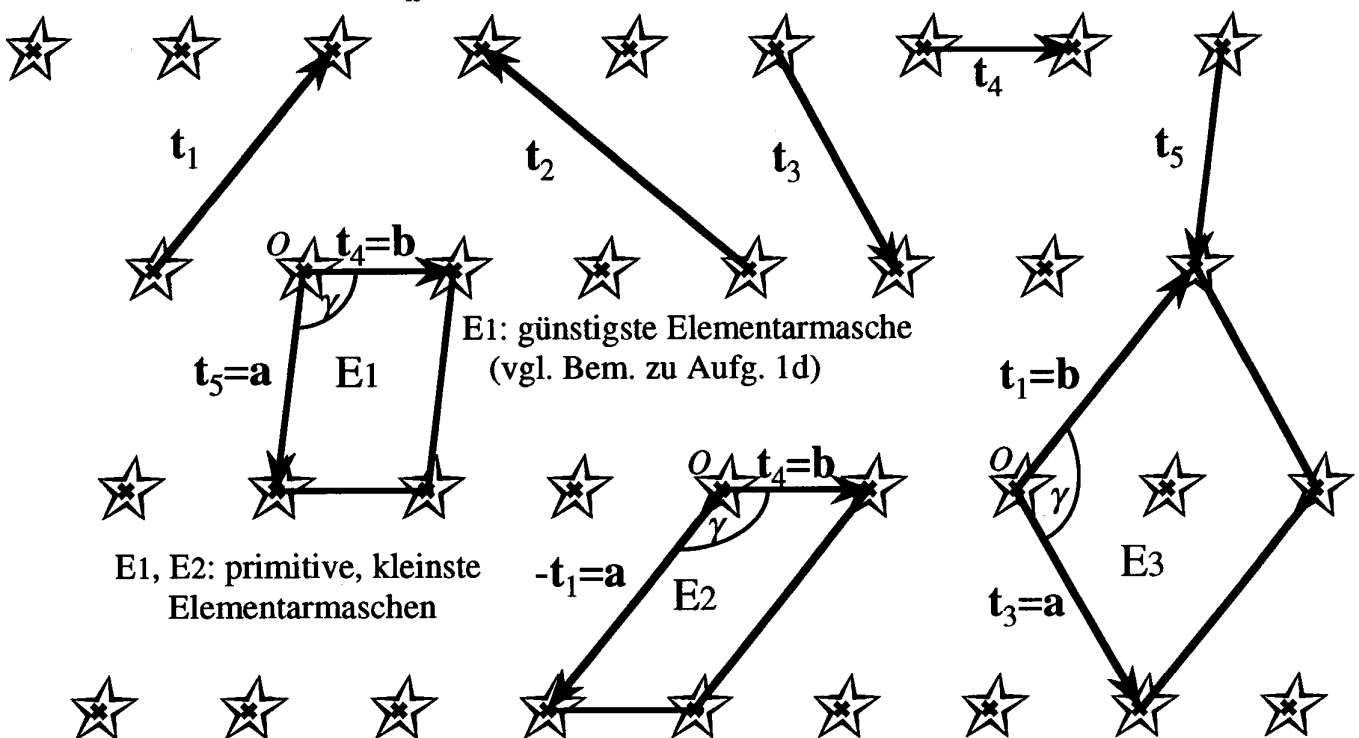 t₄
t₁
t₂
t₃
t₅
O
t₄=b
γ
E1: günstigste Elementarmasche
(vgl. Bem. zu Aufg. 1d)
t₅=a
E1
t₁=b
O
t₄=b
O
γ
γ
E1, E2: primitive, kleinste
Elementarmaschen
-t₁=a
E2
E3
t₃=a